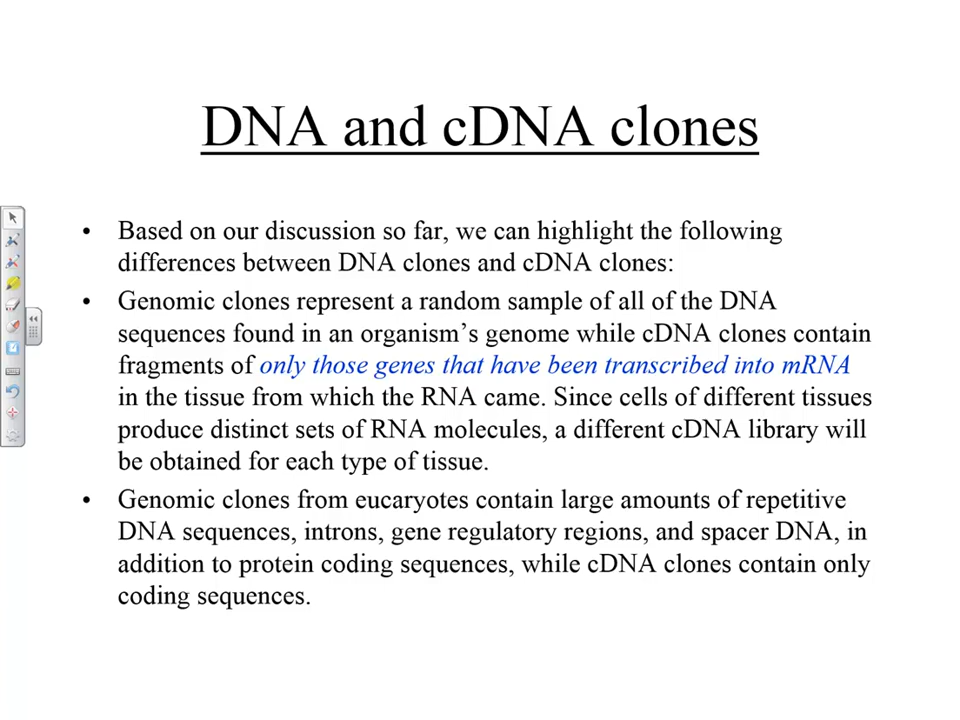 DNA and cDNA clones
• Based on our discussion so far, we can highlight the following
differences between DNA clones and cDNA clones:
• Genomic clones represent a random sample of all of the DNA
sequences found in an organism's genome while cDNA clones contain
fragments of only those genes that have been transcribed into mRNA
in the tissue from which the RNA came. Since cells of different tissues
produce distinct sets of RNA molecules, a different cDNA library will
be obtained for each type of tissue.
• Genomic clones from eucaryotes contain large amounts of repetitive
DNA sequences, introns, gene regulatory regions, and spacer DNA, in
addition to protein coding sequences, while cDNA clones contain only
coding sequences.